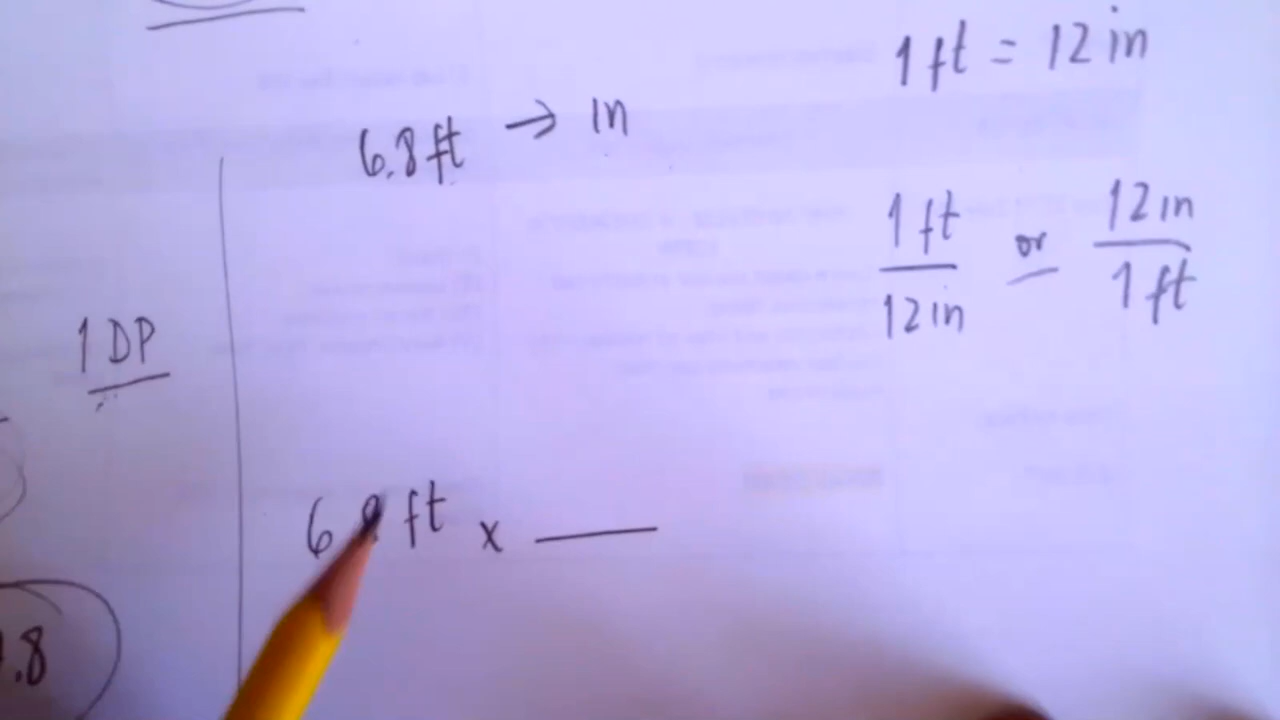 1 ft = 12 in
6.8 ft → in
1 ft
12 in
or
12 in
1 ft
1 DP
6.8 ft x
.8